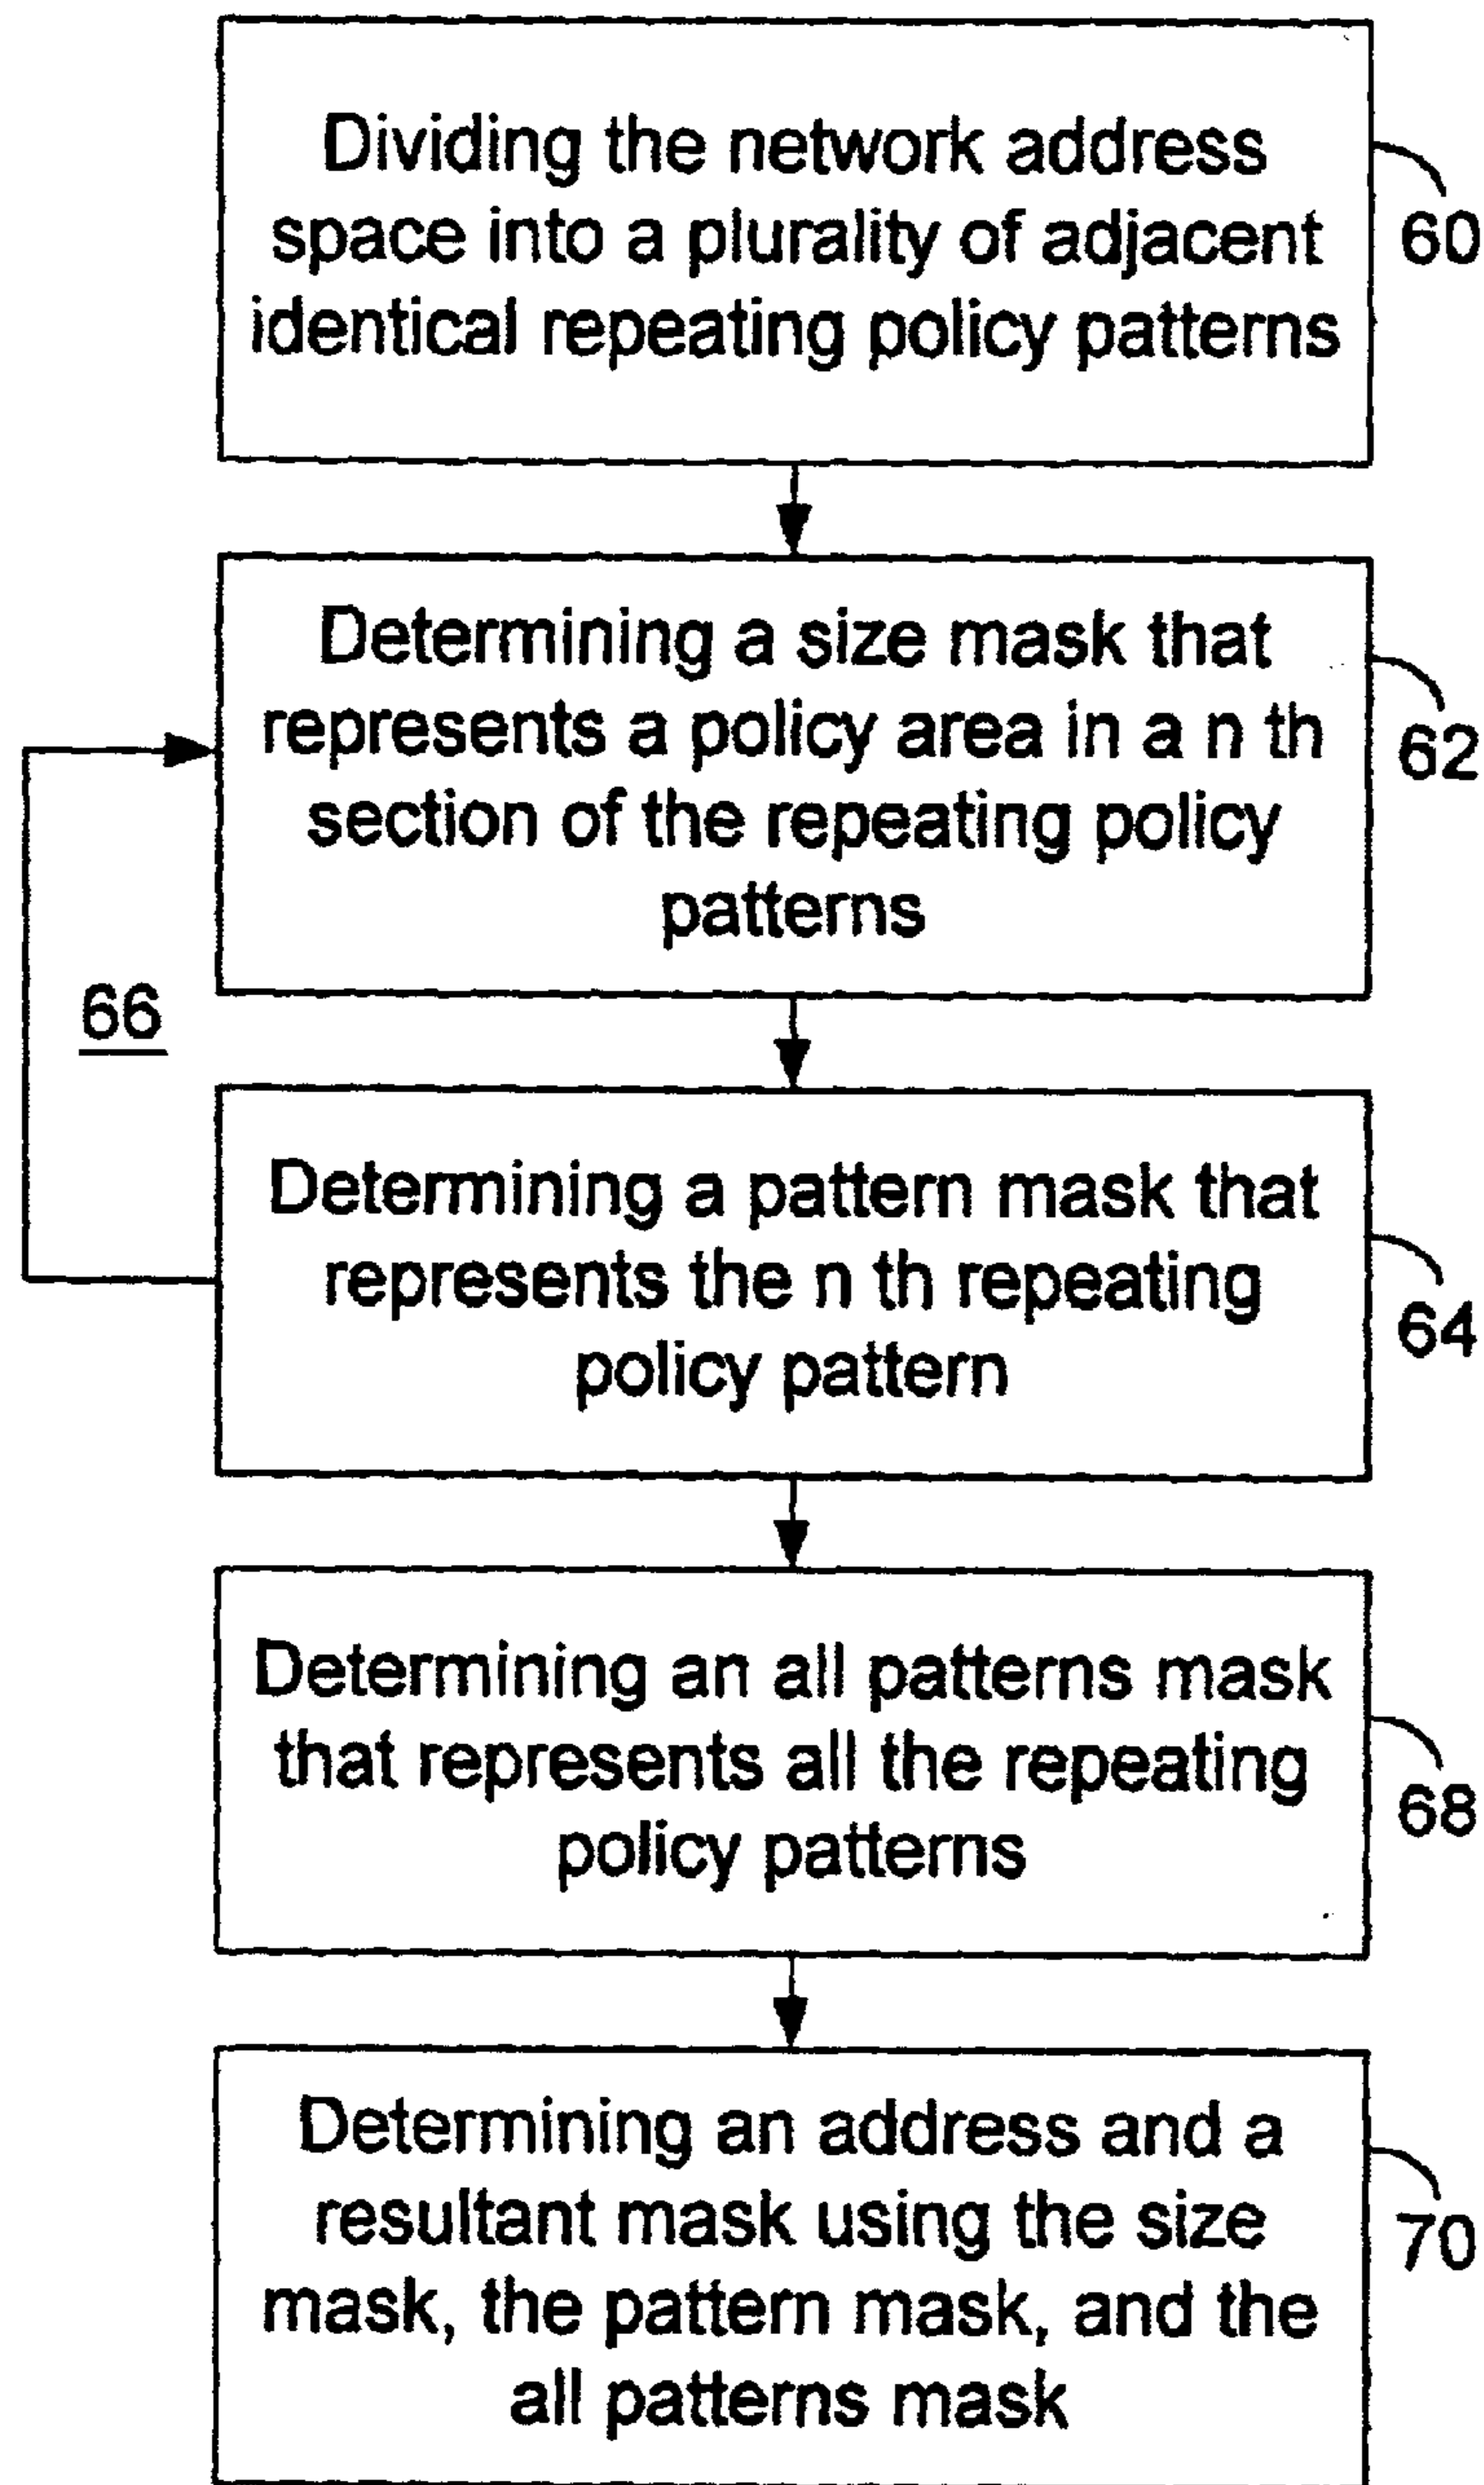 Dividing the network address
space into a plurality of adjacent
identical repeating policy patterns
60
Determining a size mask that
represents a policy area in a n th
section of the repeating policy
patterns
62
66
Determining a pattern mask that
represents the n th repeating
policy pattern
64
Determining an all patterns mask
that represents all the repeating
policy patterns
68
Determining an address and a
resultant mask using the size
mask, the pattern mask, and the
all patterns mask
70